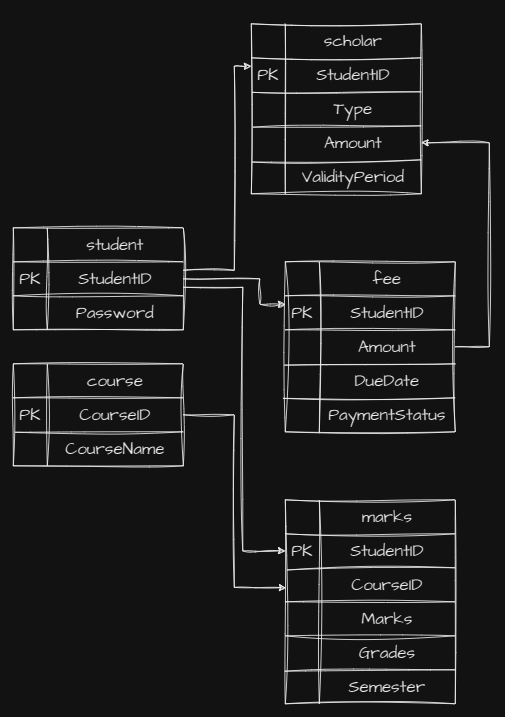 scholar
PK StudentID
Type
Amount
ValidityPeriod
student
PK StudentID
Password
fee
PK StudentID
Amount
DueDate
PaymentStatus
course
PK CourseID
CourseName
marks
PK StudentID
CourseID
Marks
Grades
Semester